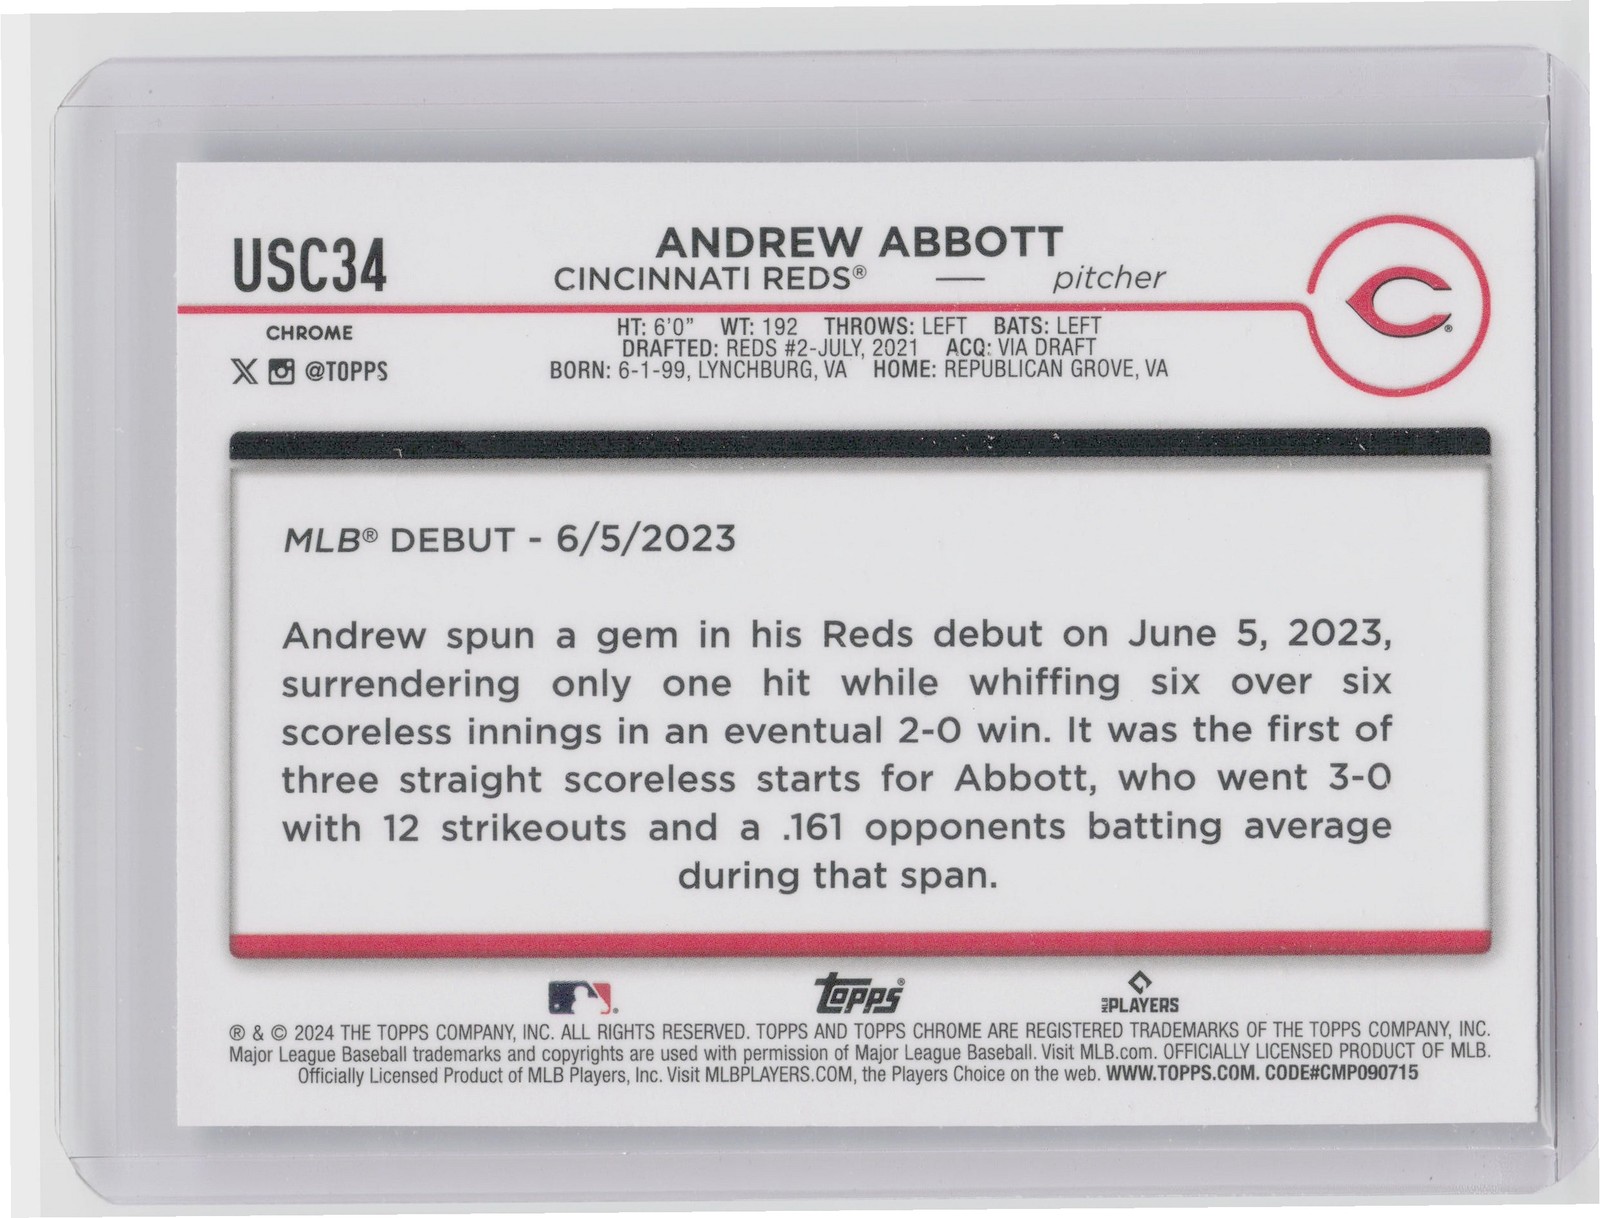 USC34
ANDREW ABBOTT
CINCINNATI REDS® — pitcher
CHROME
X @TOPPS
HT: 6'0" WT: 192 THROWS: LEFT BATS: LEFT
DRAFTED: REDS #2-JULY, 2021 ACQ: VIA DRAFT
BORN: 6-1-99, LYNCHBURG, VA HOME: REPUBLICAN GROVE, VA
C®
MLB® DEBUT - 6/5/2023
Andrew spun a gem in his Reds debut on June 5, 2023,
surrendering only one hit while whiffing six over six
scoreless innings in an eventual 2-0 win. It was the first of
three straight scoreless starts for Abbott, who went 3-0
with 12 strikeouts and a .161 opponents batting average
during that span.
Topps®
MLB PLAYERS
® & © 2024 THE TOPPS COMPANY, INC. ALL RIGHTS RESERVED. TOPPS AND TOPPS CHROME ARE REGISTERED TRADEMARKS OF THE TOPPS COMPANY, INC.
Major League Baseball trademarks and copyrights are used with permission of Major League Baseball. Visit MLB.com. OFFICIALLY LICENSED PRODUCT OF MLB.
Officially Licensed Product of MLB Players, Inc. Visit MLBPLAYERS.COM, the Players Choice on the web. WWW.TOPPS.COM. CODE#CMP090715